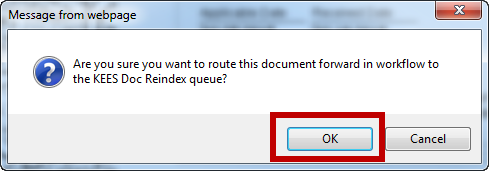 Message from webpage
Are you sure you want to route this document forward in workflow to
the KEES Doc Reindex queue?
OK
Cancel